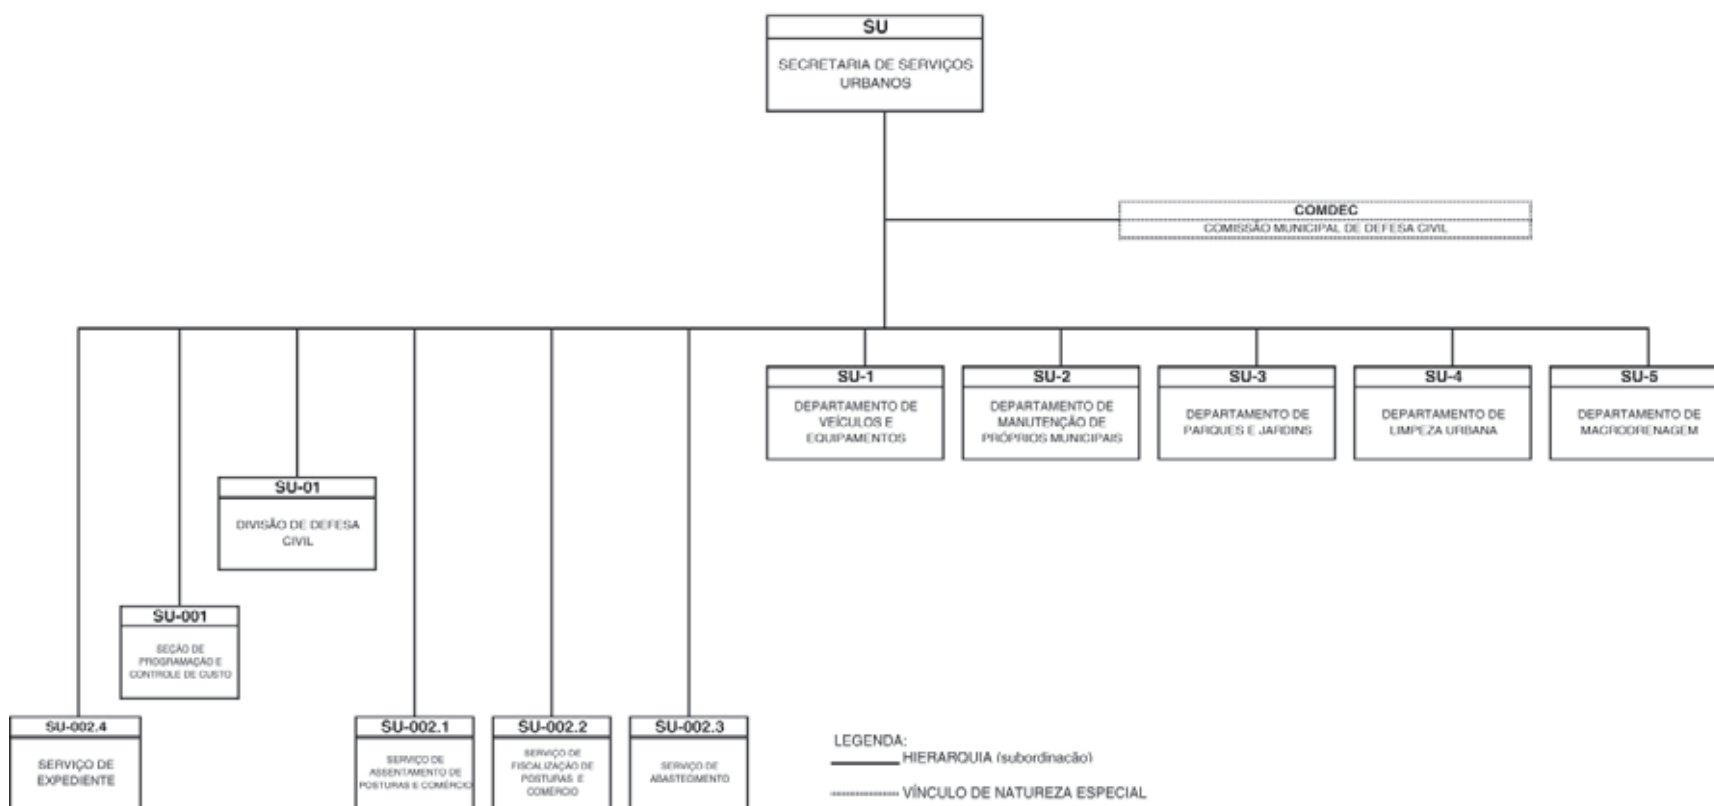 SU
SECRETARIA DE SERVIÇOS
URBANOS
COMDEC
COMISSÃO MUNICIPAL DE DEFESA CIVIL
SU-1
DEPARTAMENTO DE
VEÍCULOS E
EQUIPAMENTOS
SU-2
DEPARTAMENTO DE
MANUTENÇÃO DE
PRÓPRIOS MUNICIPAIS
SU-3
DEPARTAMENTO DE
PARQUES E JARDINS
SU-4
DEPARTAMENTO DE
LIMPEZA URBANA
SU-5
DEPARTAMENTO DE
MACRODRENAGEM
SU-01
DIVISÃO DE DEFESA
CIVIL
SU-001
SEÇÃO DE
PROGRAMAÇÃO E
CONTROLE DE CUSTO
SU-002.4
SERVIÇO DE
EXPEDIENTE
SU-002.1
SERVIÇO DE
ASSENTAMENTO DE
POSTURAS E COMÉRCIO
SU-002.2
SERVIÇO DE
FISCALIZAÇÃO DE
POSTURAS E
COMÉRCIO
SU-002.3
SERVIÇO DE
ABASTECIMENTO
LEGENDA:
HIERARQUIA (subordinação)
VÍNCULO DE NATUREZA ESPECIAL